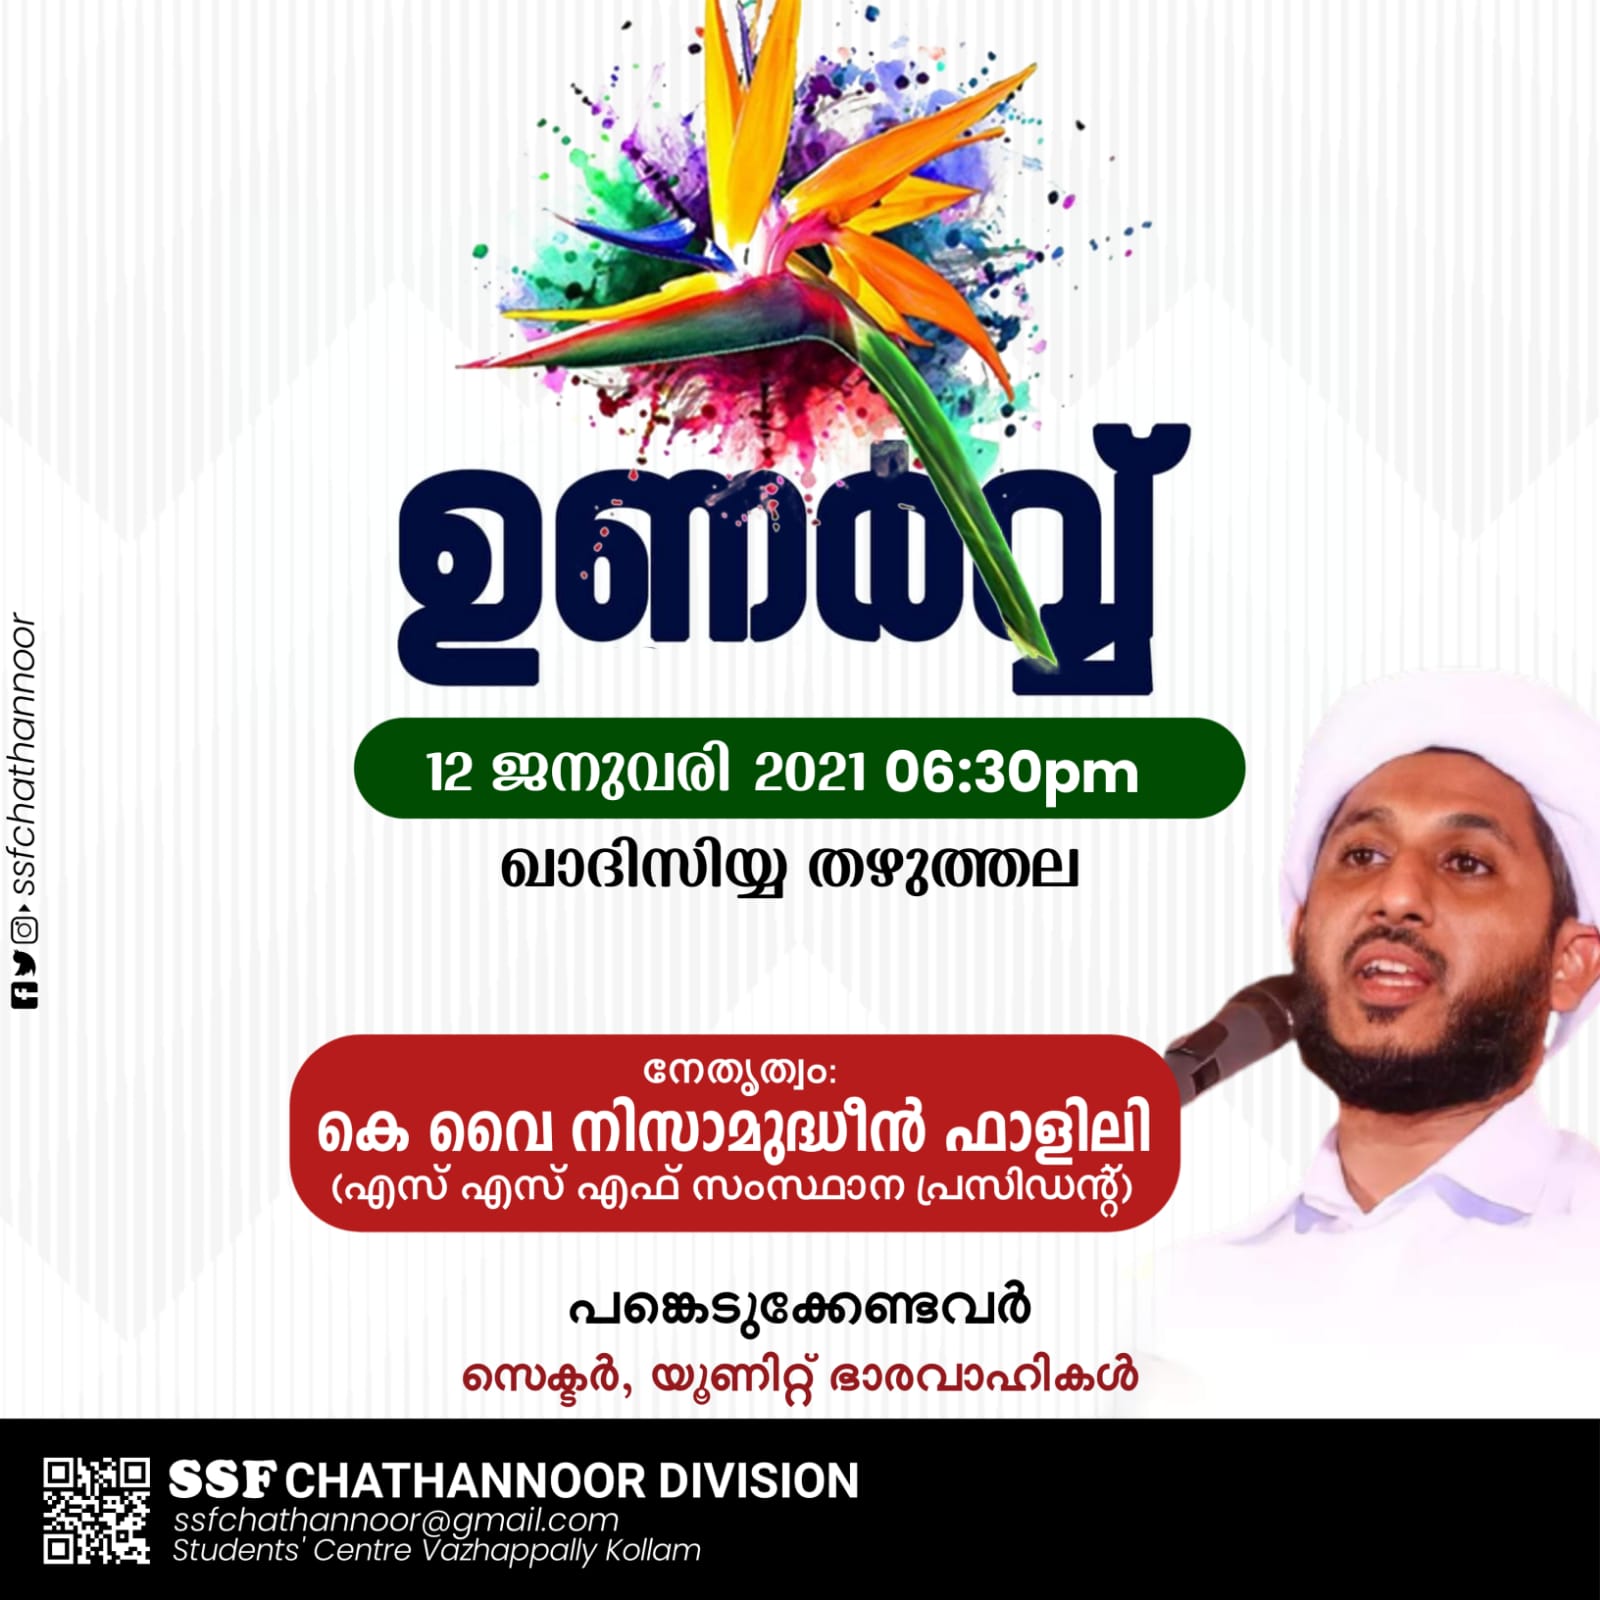 ഉണർവ്വ്
12 ജനുവരി 2021 06:30pm
ഖാദിസിയ്യ തഴുത്തല
നേതൃത്വം:
കെ വൈ നിസാമുദ്ധീൻ ഫാളിലി
(എസ് എസ് എഫ് സംസ്ഥാന പ്രസിഡന്റ്)
പങ്കെടുക്കേണ്ടവർ
സെക്ടർ, യൂണിറ്റ് ഭാരവാഹികൾ
ssfchathannoor
SSF CHATHANNOOR DIVISION
ssfchathannoor@gmail.com
Students' Centre Vazhappally Kollam